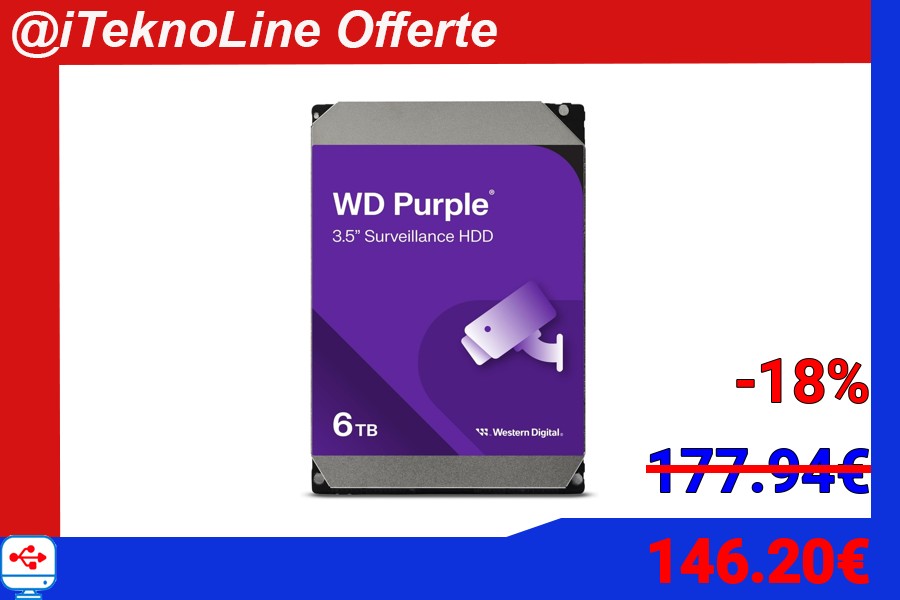 @iTeknoLine Offerte
WD Purple®
3.5” Surveillance HDD
6TB
Western Digital®
-18%
177.94€
146.20€